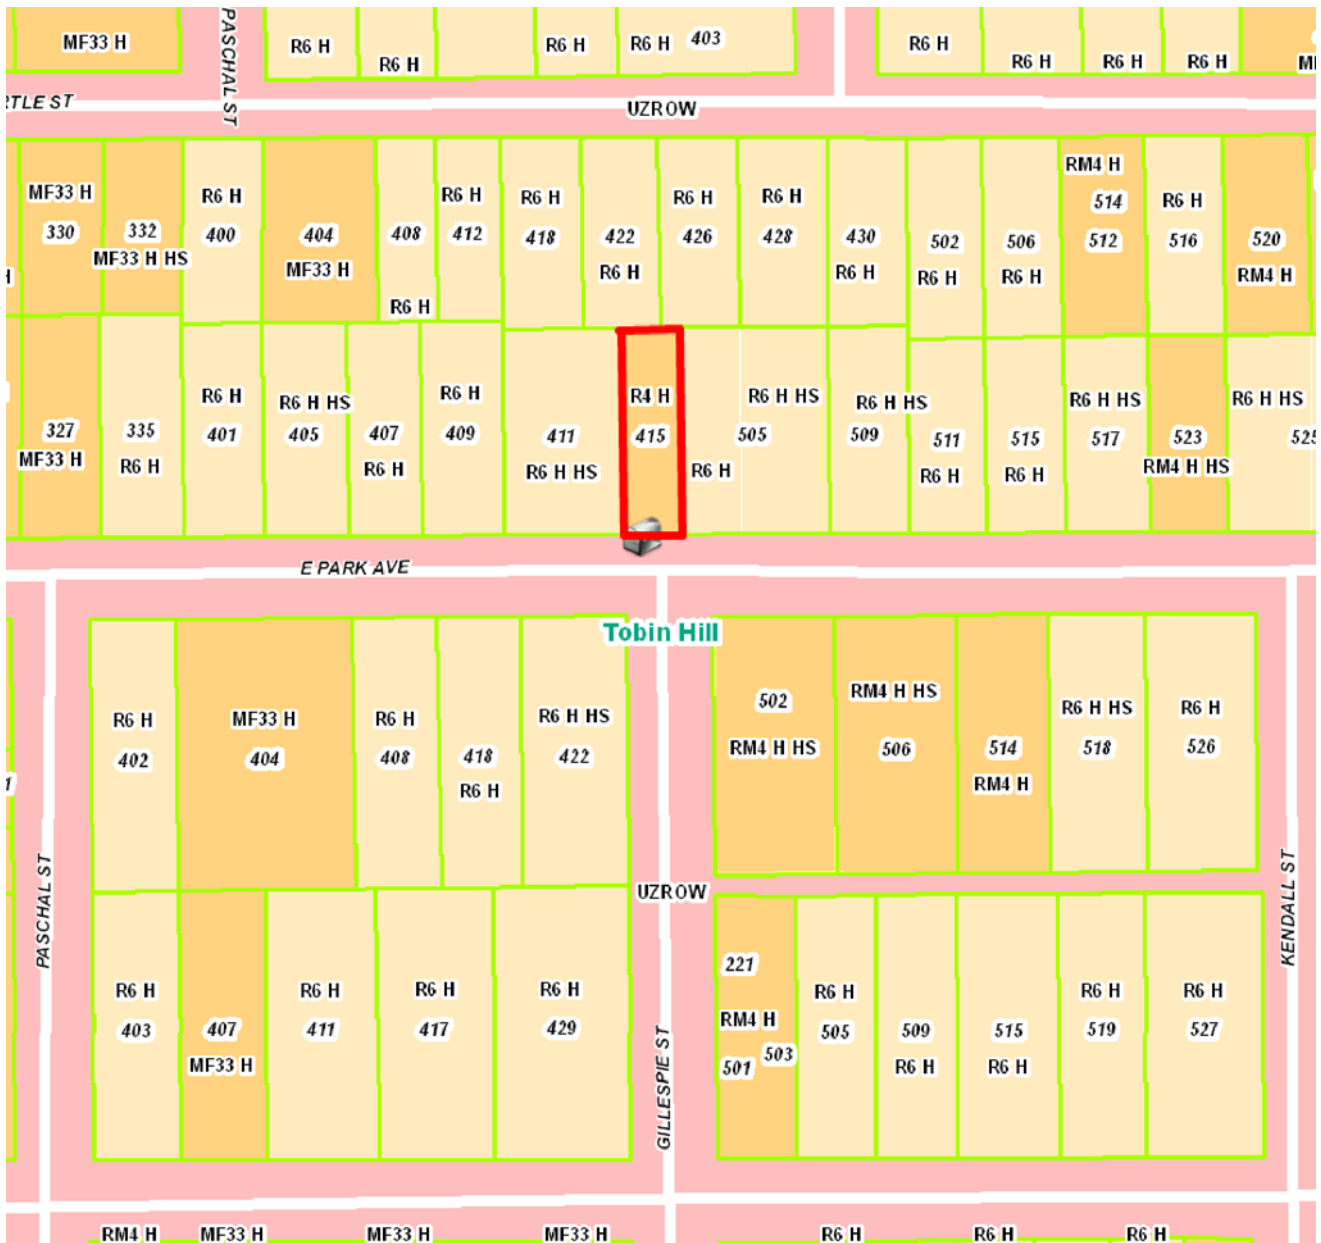 MF33 H
PASCHAL ST
R6 H
R6 H
R6 H
R6 H 403
R6 H
R6 H
R6 H
R6 H
UZROW
MF33 H
330
332
MF33 H HS
R6 H
400
404
MF33 H
408
R6 H
R6 H
412
R6 H
418
422
R6 H
R6 H
426
R6 H
428
430
R6 H
502
R6 H
506
R6 H
RM4 H
514
512
R6 H
516
520
RM4 H
327
MF33 H
335
R6 H
R6 H
401
R6 H HS
405
407
R6 H
R6 H
409
411
R6 H HS
R4 H
415
R6 H
R6 H HS
505
R6 H HS
509
511
R6 H
515
R6 H
R6 H HS
517
523
RM4 H HS
R6 H HS
525
E PARK AVE
Tobin Hill
R6 H
402
MF33 H
404
R6 H
408
418
R6 H
R6 H HS
422
502
RM4 H HS
RM4 H HS
506
514
RM4 H
R6 H HS
518
R6 H
526
PASCHAL ST
UZROW
KENDALL ST
R6 H
403
407
MF33 H
R6 H
411
R6 H
417
R6 H
429
GILLESPIE ST
221
RM4 H
501
503
R6 H
505
509
R6 H
515
R6 H
R6 H
519
R6 H
527
RM4 H
MF33 H
MF33 H
MF33 H
R6 H
R6 H
R6 H